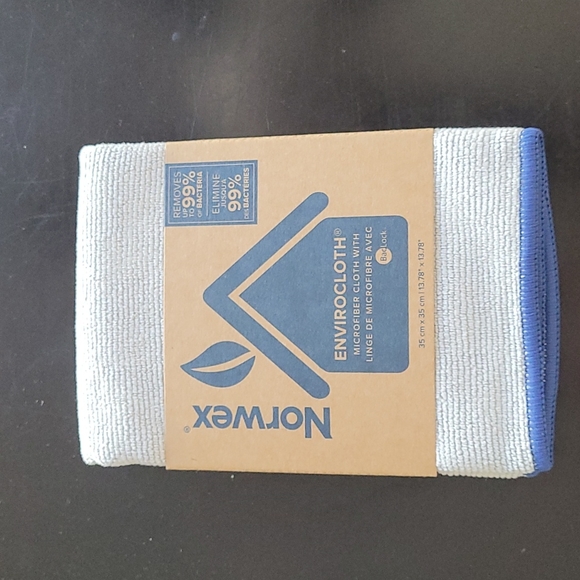 Norwex®
ENVIROCLOTH®
MICROFIBER CLOTH WITH
LINGE DE MICROFIBRE AVEC
BacLock.
35 cm x 35 cm | 13.78" x 13.78"
REMOVES
UP TO 99%
OF BACTERIA
ÉLIMINE
JUSQU'À
99%
DES BACTÉRIES